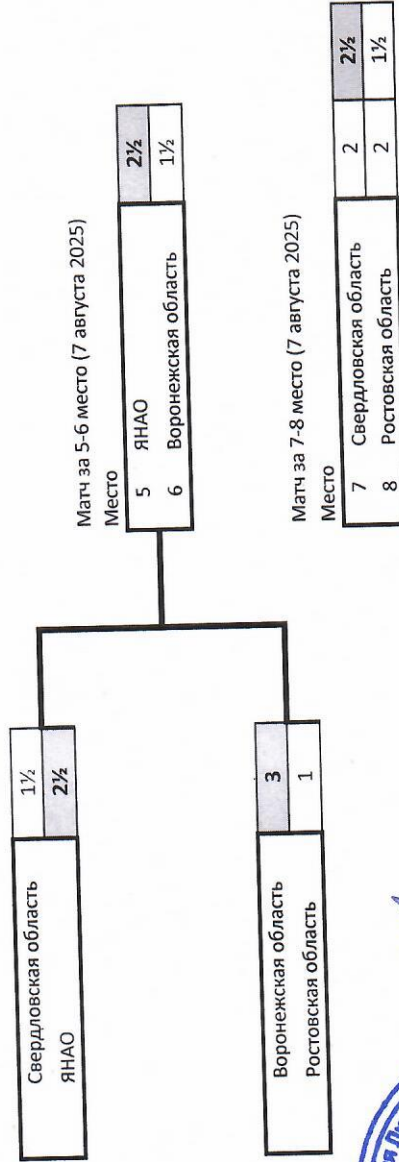 Свердловская область 1½
ЯНАО 2½
Воронежская область 3
Ростовская область 1
Матч за 5-6 место (7 августа 2025)
Место
5 ЯНАО 2½
6 Воронежская область 1½
Матч за 7-8 место (7 августа 2025)
Место
7 Свердловская область 2 2½
8 Ростовская область 2 1½